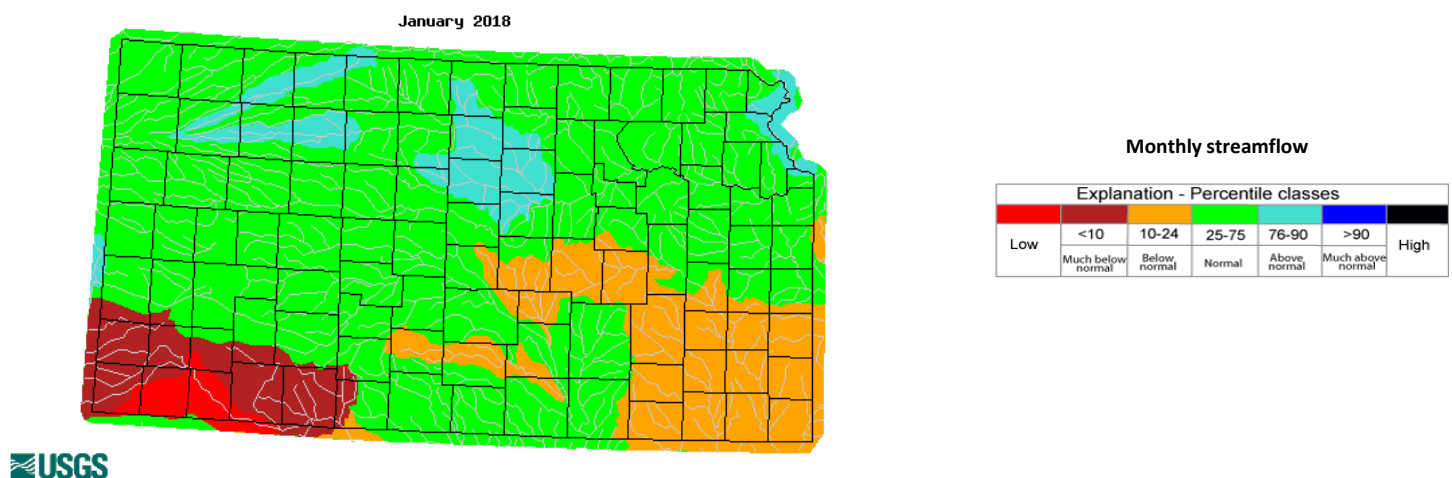 January 2018
Monthly streamflow
Explanation - Percentile classes
Low
<10
10-24
25-75
76-90
>90
High
Much below
normal
Below
normal
Normal
Above
normal
Much above
normal
USGS